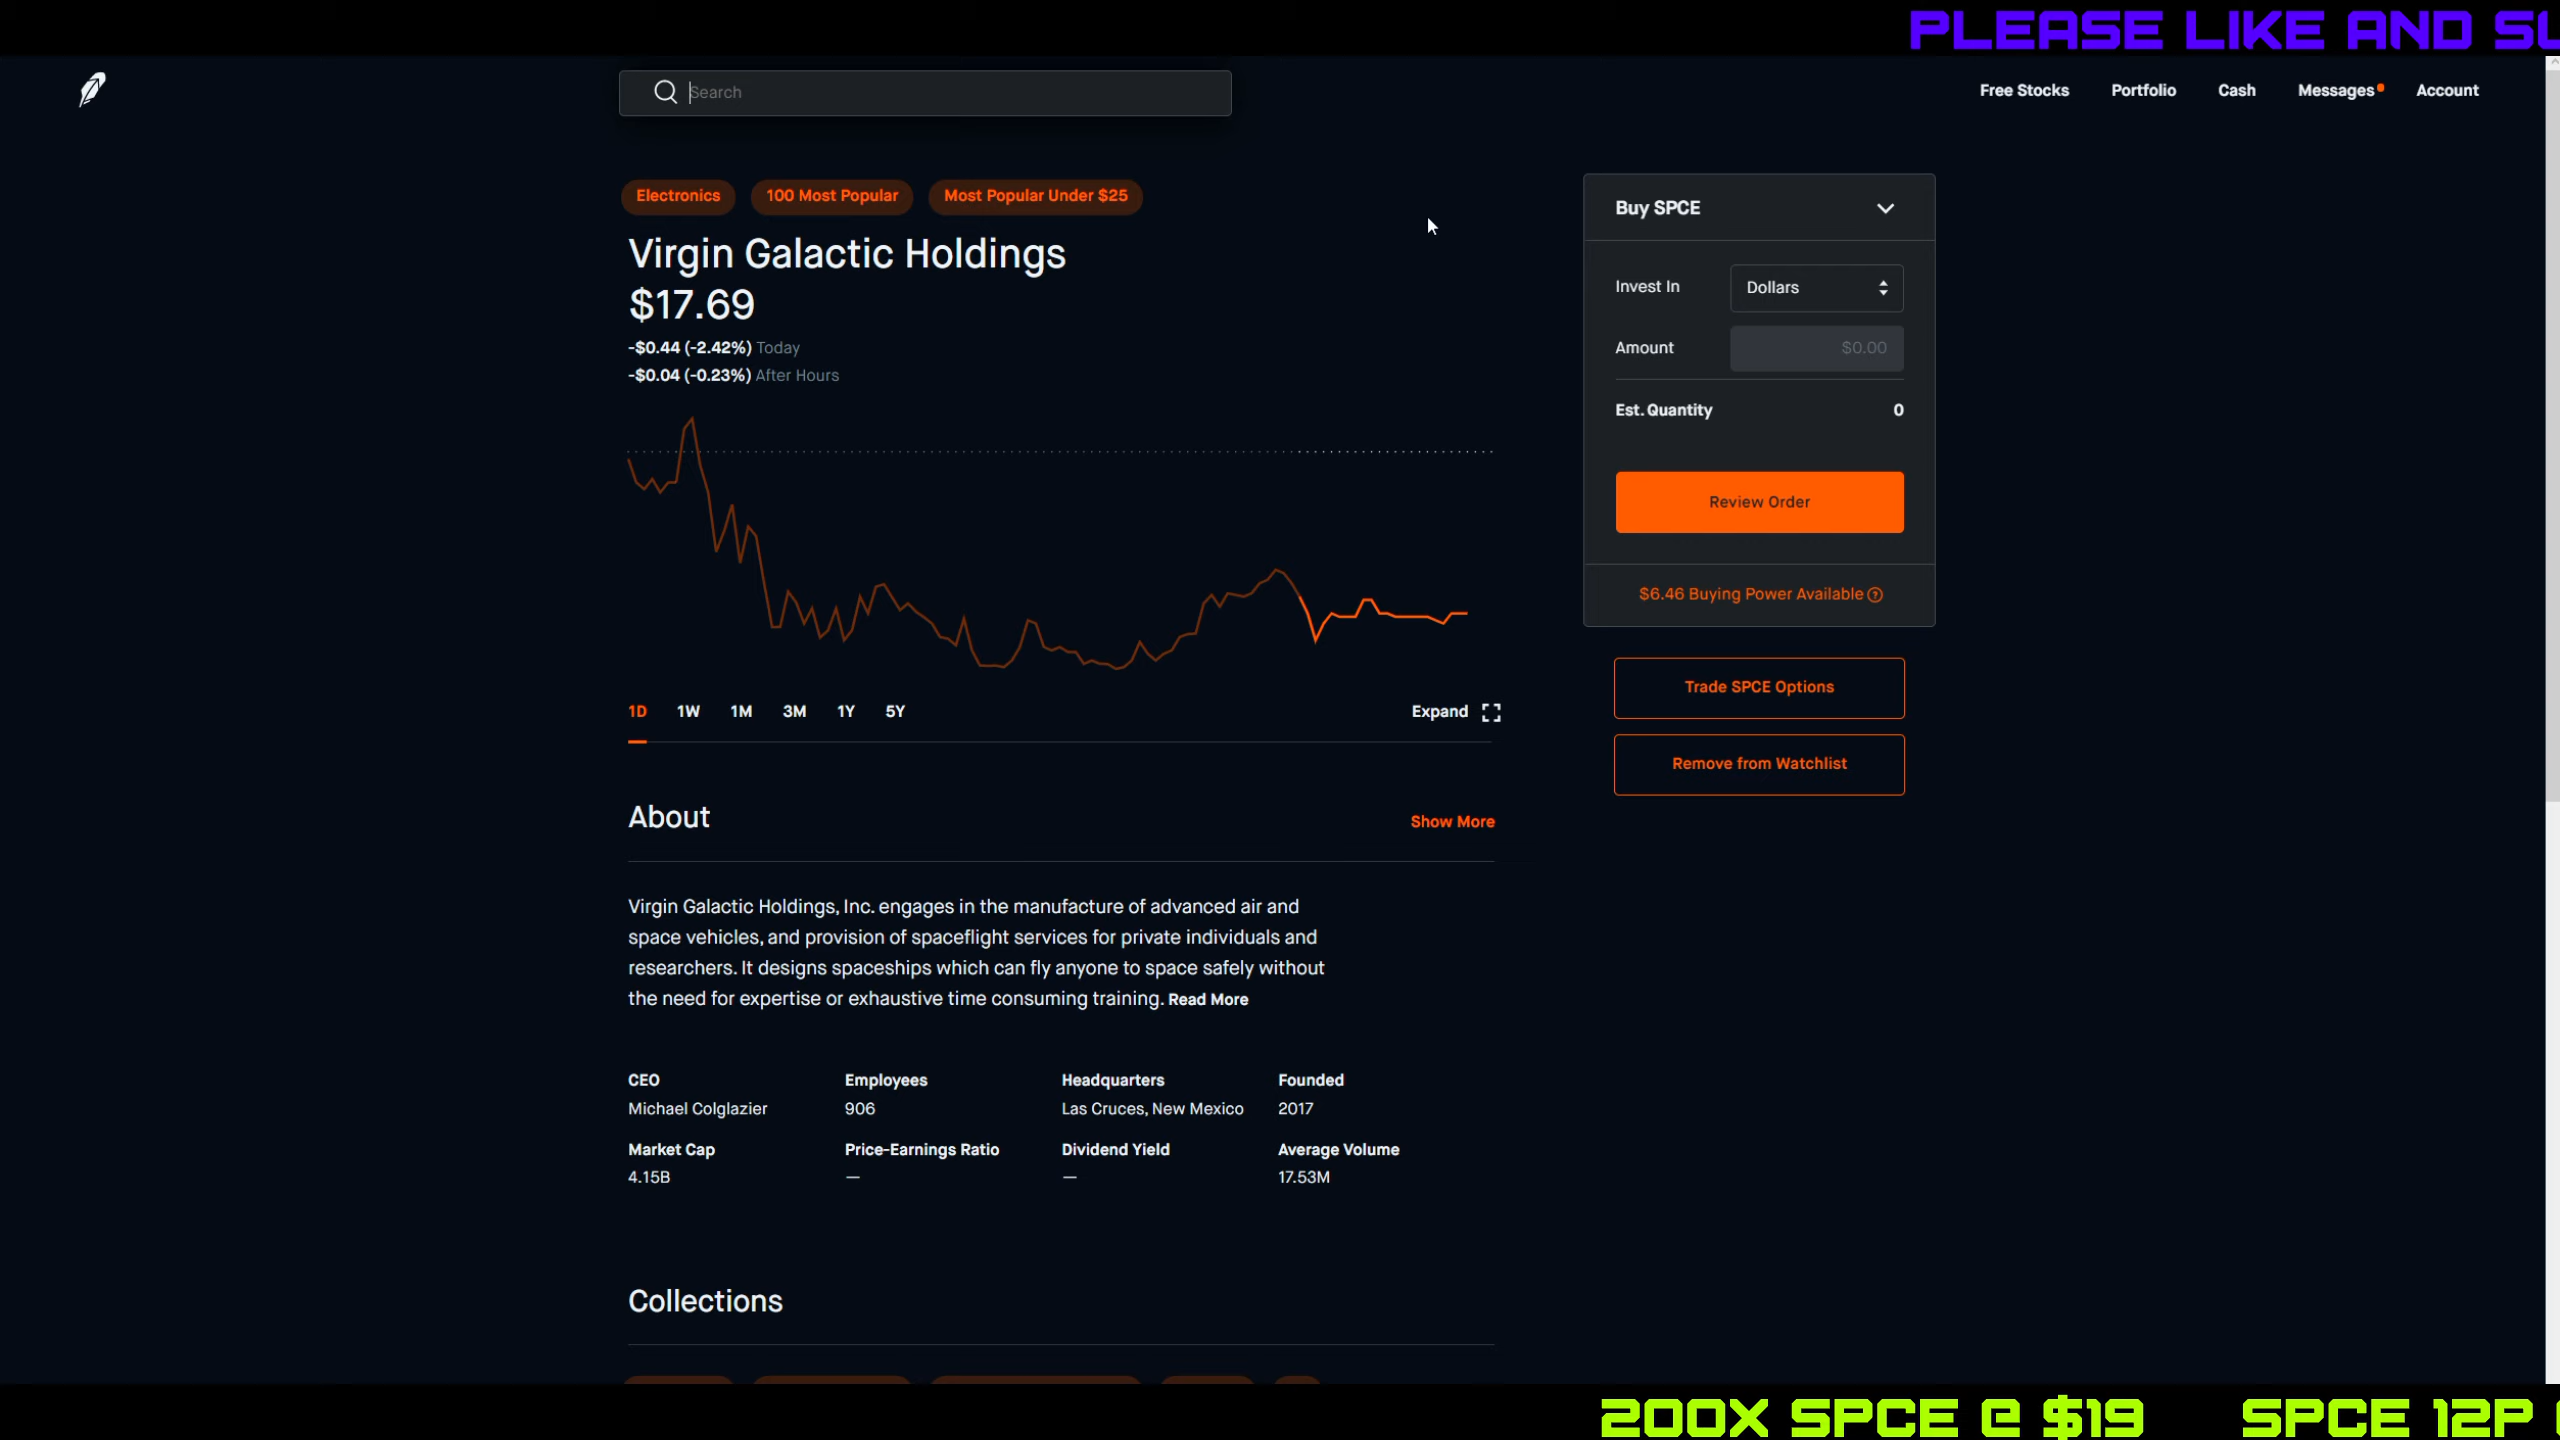 PLEASE LIKE AND
Search
Free Stocks
Portfolio
Cash
Messages
Account
Electronics
100 Most Popular
Most Popular Under $25
Virgin Galactic Holdings
$17.69
-$0.44 (-2.42%) Today
-$0.04 (-0.23%) After Hours
Buy SPCE
Invest In
Dollars
Amount
$0.00
Est. Quantity
0
Review Order
$6.46 Buying Power Available
Trade SPCE Options
Remove from Watchlist
1D
1W
1M
3M
1Y
5Y
Expand
About
Show More
Virgin Galactic Holdings, Inc. engages in the manufacture of advanced air and
space vehicles, and provision of spaceflight services for private individuals and
researchers. It designs spaceships which can fly anyone to space safely without
the need for expertise or exhaustive time consuming training. Read More
CEO
Michael Colglazier
Employees
906
Headquarters
Las Cruces, New Mexico
Founded
2017
Market Cap
4.15B
Price-Earnings Ratio
—
Dividend Yield
—
Average Volume
17.53M
Collections
200X SPCE @ $19
SPCE 12P